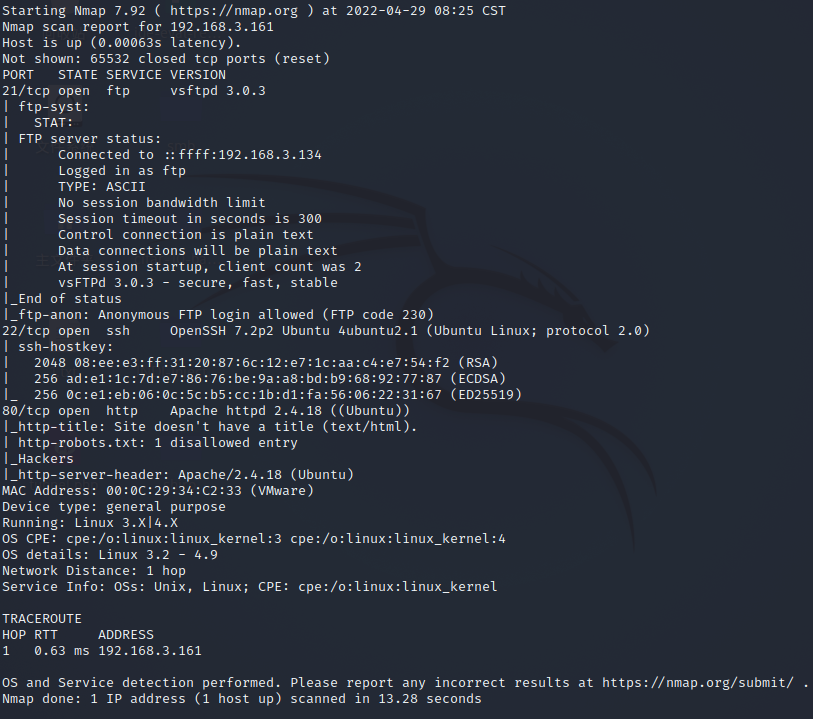 Starting Nmap 7.92 ( https://nmap.org ) at 2022-04-29 08:25 CST
Nmap scan report for 192.168.3.161
Host is up (0.00063s latency).
Not shown: 65532 closed tcp ports (reset)
PORT   STATE SERVICE VERSION
21/tcp open  ftp     vsftpd 3.0.3
| ftp-syst:
|   STAT:
| FTP server status:
|      Connected to ::ffff:192.168.3.134
|      Logged in as ftp
|      TYPE: ASCII
|      No session bandwidth limit
|      Session timeout in seconds is 300
|      Control connection is plain text
|      Data connections will be plain text
|      At session startup, client count was 2
|      vsFTPd 3.0.3 - secure, fast, stable
|_End of status
|_ftp-anon: Anonymous FTP login allowed (FTP code 230)
22/tcp open  ssh     OpenSSH 7.2p2 Ubuntu 4ubuntu2.1 (Ubuntu Linux; protocol 2.0)
| ssh-hostkey:
|   2048 08:ee:e3:ff:31:20:87:6c:12:e7:1c:aa:c4:e7:54:f2 (RSA)
|   256 ad:e1:1c:7d:e7:86:76:be:9a:a8:bd:b9:68:92:77:87 (ECDSA)
|_  256 0c:e1:eb:06:0c:5c:b5:cc:1b:d1:fa:56:06:22:31:67 (ED25519)
80/tcp open  http    Apache httpd 2.4.18 ((Ubuntu))
|_http-title: Site doesn't have a title (text/html).
| http-robots.txt: 1 disallowed entry
|_Hackers
|_http-server-header: Apache/2.4.18 (Ubuntu)
MAC Address: 00:0C:29:34:C2:33 (VMware)
Device type: general purpose
Running: Linux 3.X|4.X
OS CPE: cpe:/o:linux:linux_kernel:3 cpe:/o:linux:linux_kernel:4
OS details: Linux 3.2 - 4.9
Network Distance: 1 hop
Service Info: OSs: Unix, Linux; CPE: cpe:/o:linux:linux_kernel

TRACEROUTE
HOP RTT     ADDRESS
1   0.63 ms 192.168.3.161

OS and Service detection performed. Please report any incorrect results at https://nmap.org/submit/ .
Nmap done: 1 IP address (1 host up) scanned in 13.28 seconds